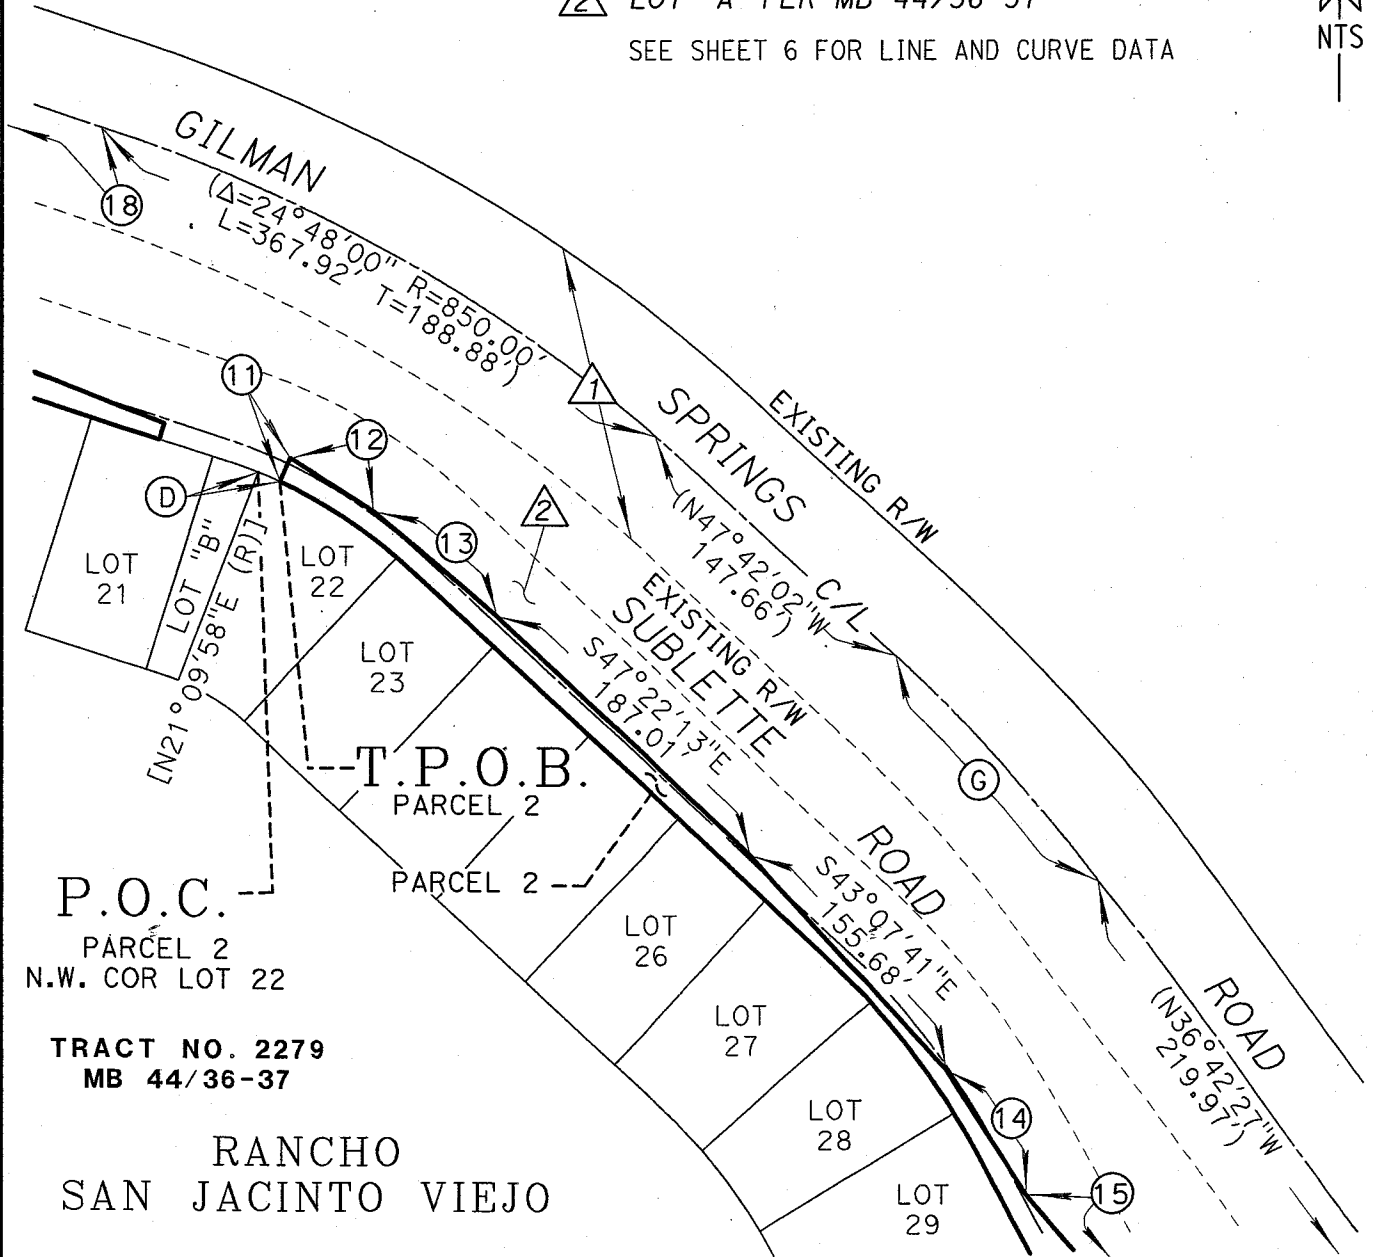 2 LOT "A" PER MB 44/36-37
SEE SHEET 6 FOR LINE AND CURVE DATA
NTS
GILMAN
(Δ=24°48'00" R=850.00'
L=367.92' T=188.88')
18
11
12
1
SPRINGS
EXISTING R/W
D
13
2
(N47°42'02"W
147.66')
C/L
LOT
21
LOT "B"
[N21°09'58"E (R)]
LOT
22
LOT
23
EXISTING R/W
SUBLETTE
S47°22'13"E
187.01'
T.P.O.B.
PARCEL 2
G
PARCEL 2
ROAD
S43°07'41"E
155.68'
P.O.C.
PARCEL 2
N.W. COR LOT 22
LOT
26
LOT
27
ROAD
(N36°42'27"W
219.97')
TRACT NO. 2279
MB 44/36-37
LOT
28
14
RANCHO
SAN JACINTO VIEJO
LOT
29
15